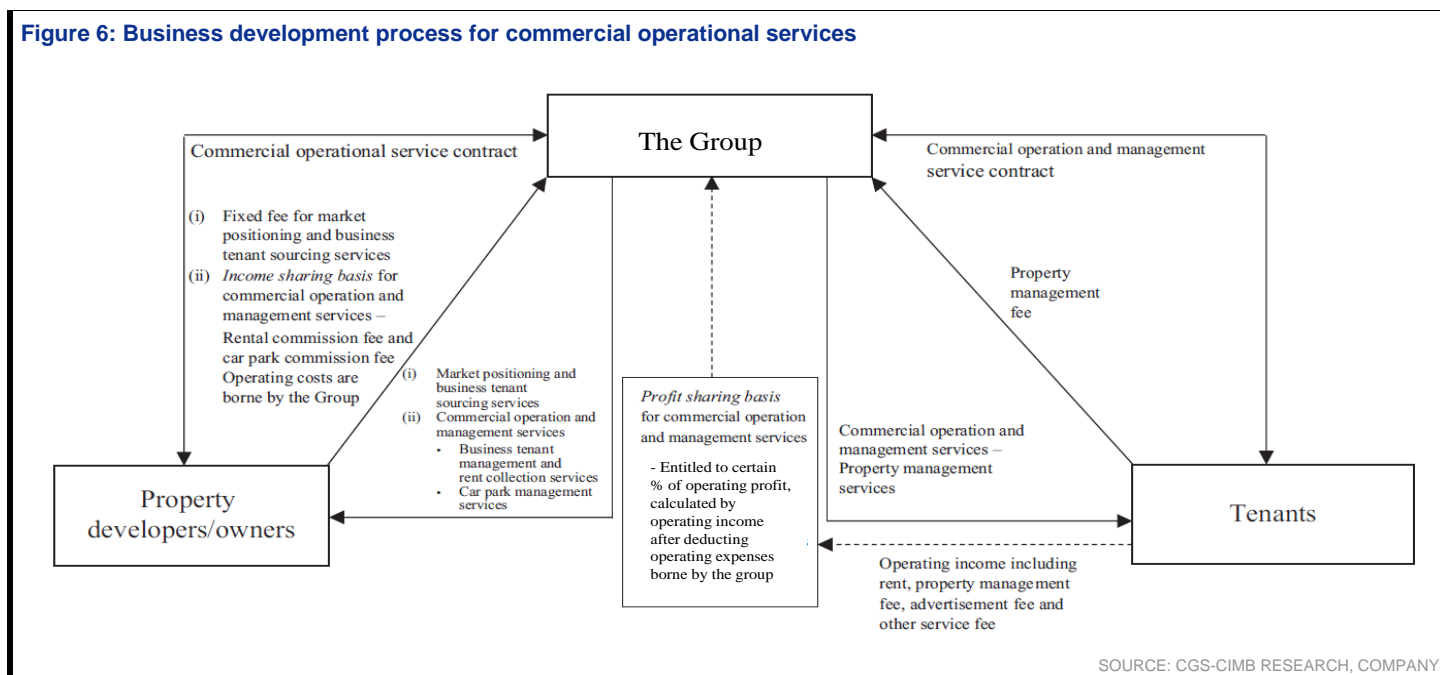 Figure 6: Business development process for commercial operational services
The Group
Commercial operational service contract
Commercial operation and management
service contract
(i) Fixed fee for market
positioning and business
tenant sourcing services
(ii) Income sharing basis for
commercial operation and
management services –
Rental commission fee and
car park commission fee
Operating costs are
borne by the Group
(i) Market positioning and
business tenant
sourcing services
(ii) Commercial operation and
management services
• Business tenant
management and
rent collection services
• Car park management
services
Profit sharing basis
for commercial operation
and management services
- Entitled to certain
% of operating profit,
calculated by
operating income
after deducting
operating expenses
borne by the group
Property
management
fee
Commercial operation and
management services –
Property management
services
Property
developers/owners
Tenants
Operating income including
rent, property management
fee, advertisement fee and
other service fee
SOURCE: CGS-CIMB RESEARCH, COMPANY